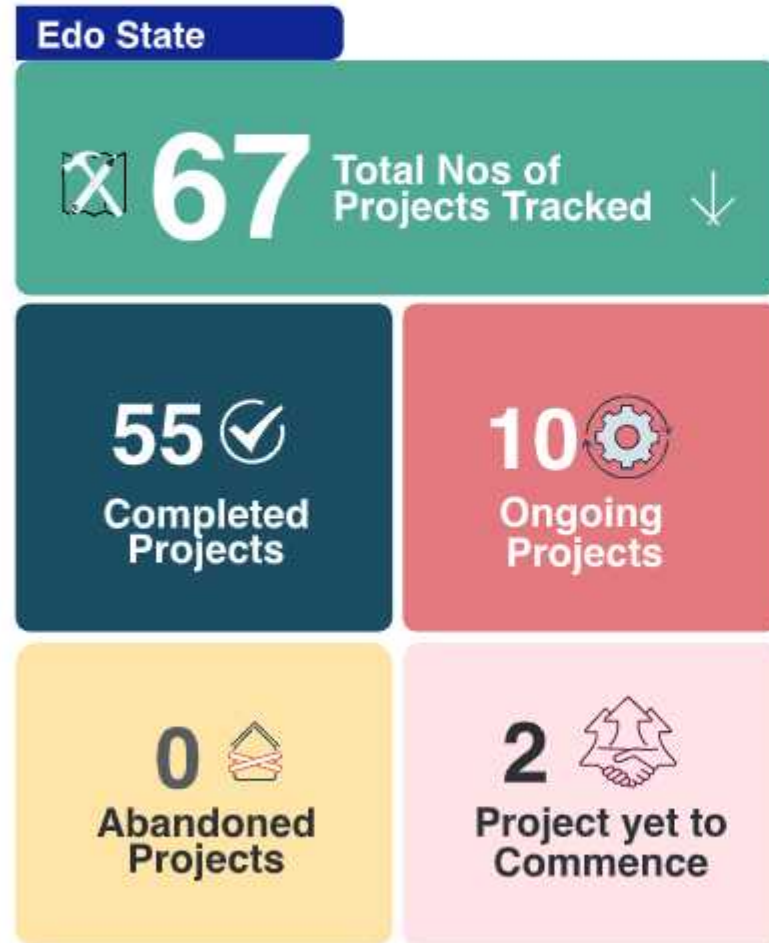 Edo State
67
Total Nos of
Projects Tracked
55
Completed
Projects
10
Ongoing
Projects
0
Abandoned
Projects
2
Project yet to
Commence